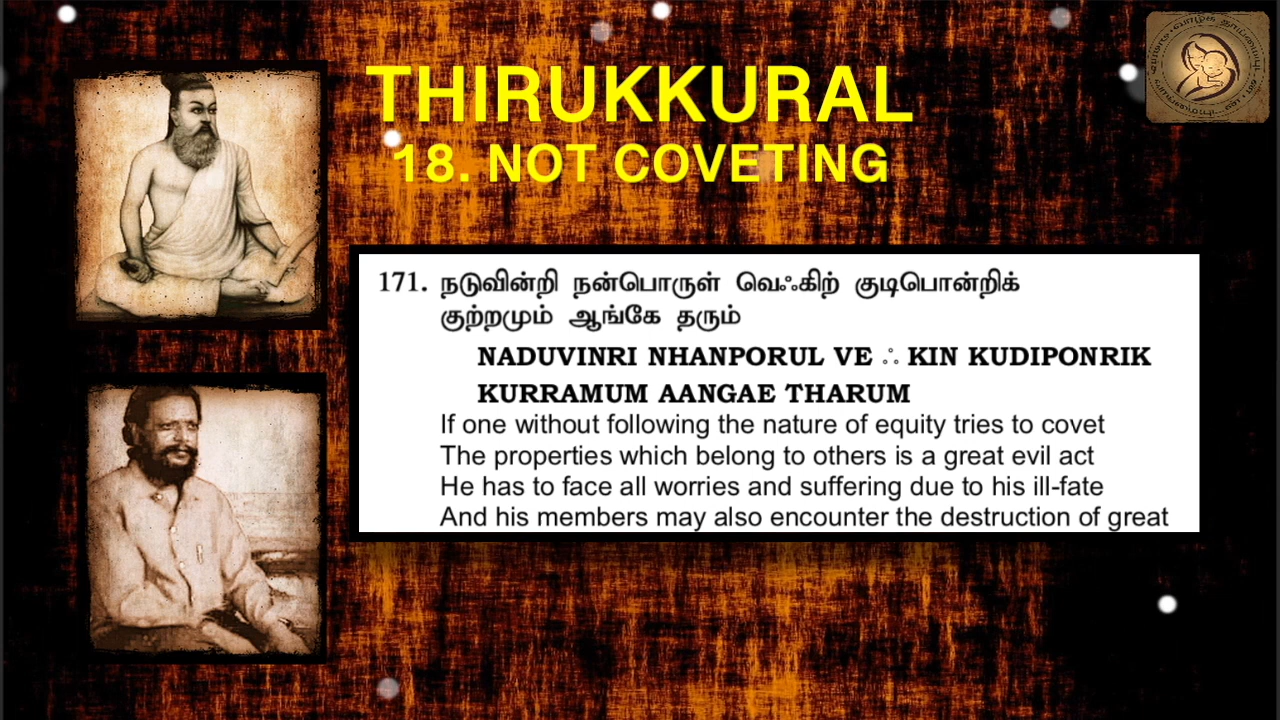 THIRUKKURAL
18. NOT COVETING
171. நடுவின்றி நன்பொருள் வெஃகிற் குடிபொன்றிக்
குற்றமும் ஆங்கே தரும்
NADUVINRI NHANPORUL VE ஃ KIN KUDIPONRIK
KURRAMUM AANGAE THARUM
If one without following the nature of equity tries to covet
The properties which belong to others is a great evil act
He has to face all worries and suffering due to his ill-fate
And his members may also encounter the destruction of great